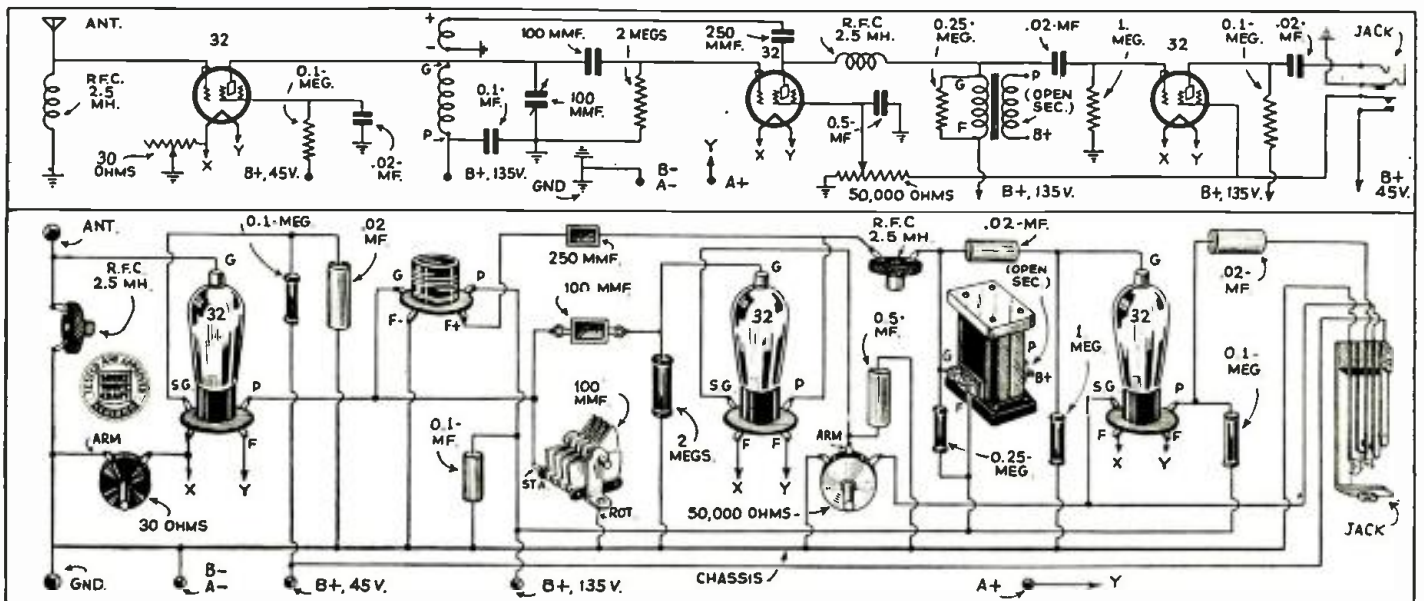 ANT.
32
R.F.C.
2.5
MH.
0.1-
MEG.
30
OHMS
X
Y
.02-
MF.
B+, 45V.
+
-
G
P
0.1-
MF.
B+, 135V.
100 MMF.
100
MMF.
2 MEGS
GND
B-
A-
Y
A+
250
MMF.
32
R.F.C.
2.5 MH.
X
Y
0.5-
MF
50,000 OHMS
0.25-
MEG.
G
F
P
(OPEN
SEC.)
B+
B+, 135V.
.02-MF
1
MEG.
32
X
Y
0.1-
MEG.
B+, 135V.
.02-
MF.
JACK
B+
45V.
ANT.
R.F.C
2.5 MH.
G
32
SG
P
ARM
F
X
Y
30 OHMS
0.1-MEG.
.02
MF.
G
P
F-
F+
0.1-
MF.
250 MMF.
100 MMF.
100
MMF.
STA.
ROT.
2
MEGS.
G
32
SG
P
F
F
X
Y
0.5-
MF.
ARM
50,000 OHMS-
R.F.C
2.5 MH.
.02-MF.
(OPEN
SEC.)
G
P
B+
F
0.25-
MEG
1
MEG.
G
32
SG
P
F
F
X
Y
.02-
MF
0.1-
MEG
JACK
GND.
B-
A-
B+, 45V.
B+, 135V.
CHASSIS
A+
Y